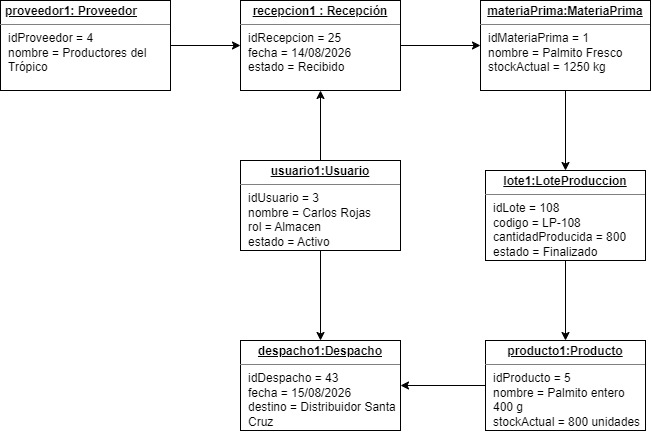 proveedor1: Proveedor
idProveedor = 4
nombre = Productores del
Trópico
recepcion1 : Recepción
idRecepcion = 25
fecha = 14/08/2026
estado = Recibido
materiaPrima:MateriaPrima
idMateriaPrima = 1
nombre = Palmito Fresco
stockActual = 1250 kg
usuario1:Usuario
idUsuario = 3
nombre = Carlos Rojas
rol = Almacen
estado = Activo
lote1:LoteProduccion
idLote = 108
codigo = LP-108
cantidadProducida = 800
estado = Finalizado
despacho1:Despacho
idDespacho = 43
fecha = 15/08/2026
destino = Distribuidor Santa
Cruz
producto1:Producto
idProducto = 5
nombre = Palmito entero
400 g
stockActual = 800 unidades